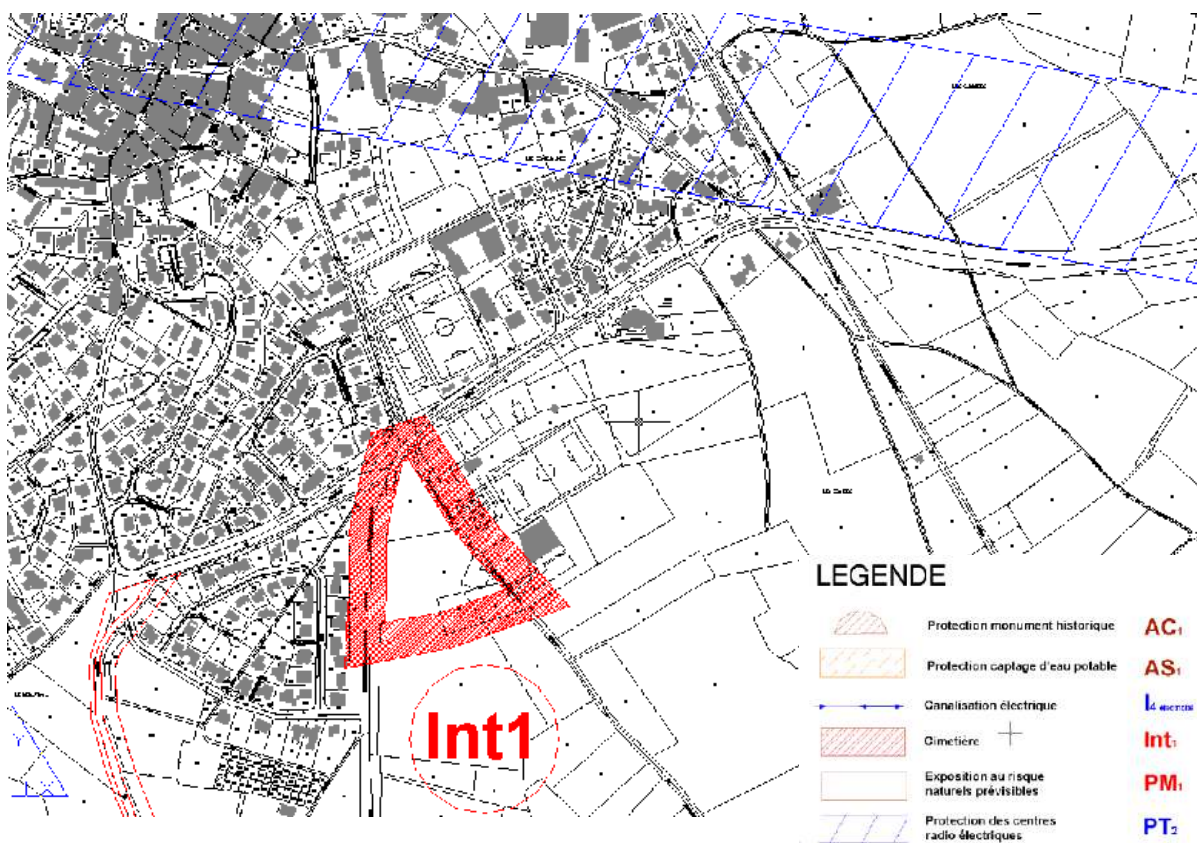 Int1
LEGENDE
Protection monument historique AC1
Protection captage d'eau potable AS1
Canalisation électrique I4
Cimetière Int1
Exposition au risque
naturels prévisibles PM1
Protection des centres
radio électriques PT2